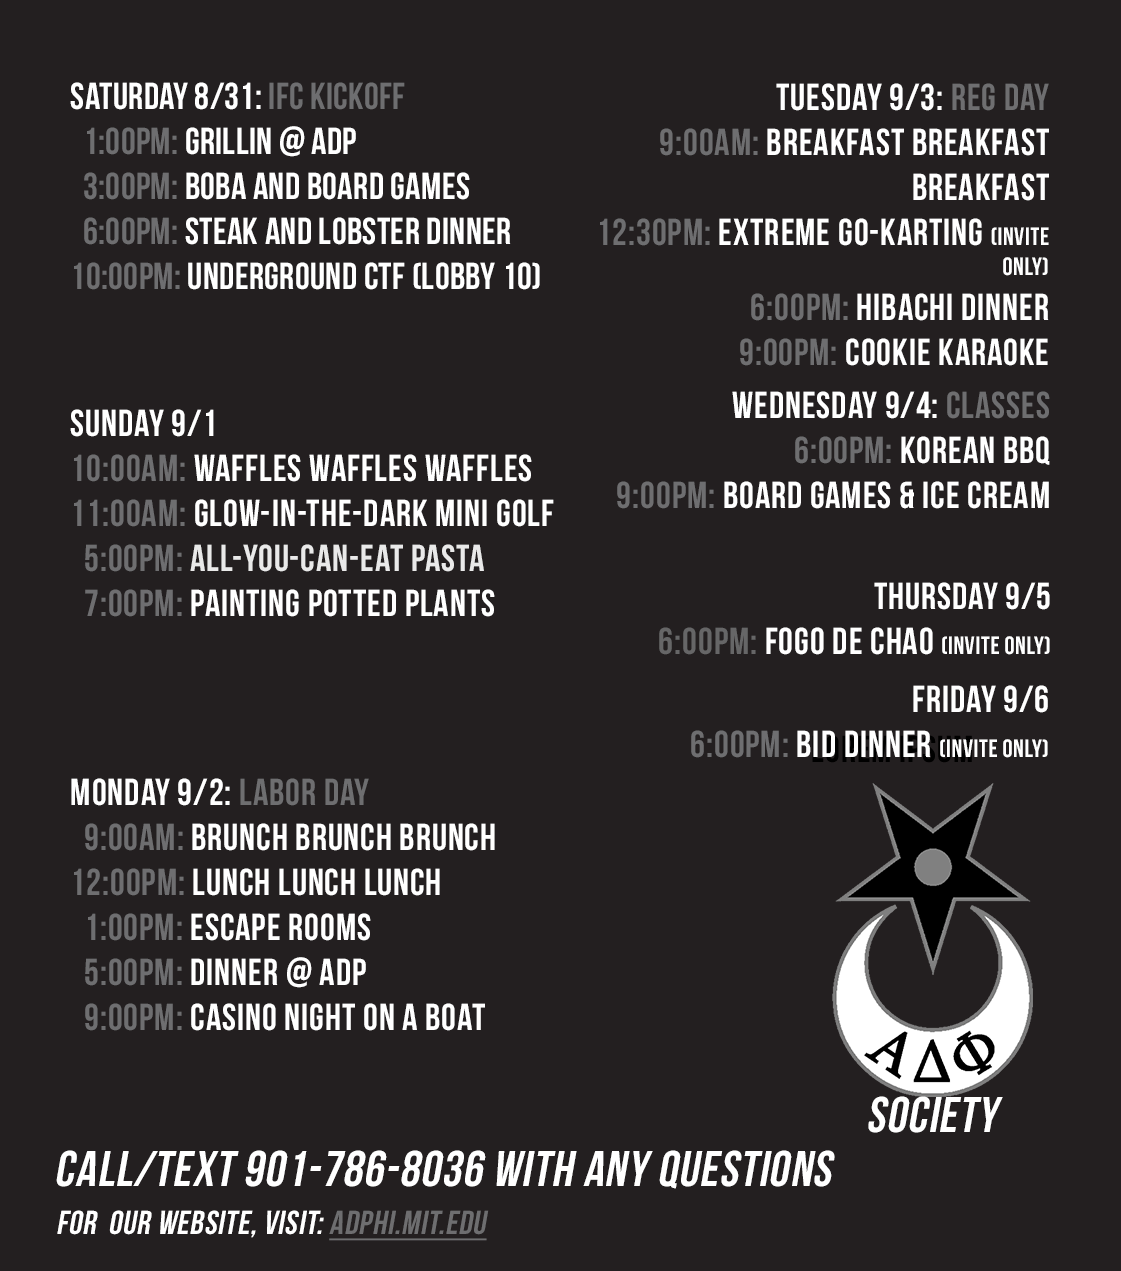 SATURDAY 8/31: IFC KICKOFF
1:00PM: GRILLIN @ ADP
3:00PM: BOBA AND BOARD GAMES
6:00PM: STEAK AND LOBSTER DINNER
10:00PM: UNDERGROUND CTF (LOBBY 10)
SUNDAY 9/1
10:00AM: WAFFLES WAFFLES WAFFLES
11:00AM: GLOW-IN-THE-DARK MINI GOLF
5:00PM: ALL-YOU-CAN-EAT PASTA
7:00PM: PAINTING POTTED PLANTS
MONDAY 9/2: LABOR DAY
9:00AM: BRUNCH BRUNCH BRUNCH
12:00PM: LUNCH LUNCH LUNCH
1:00PM: ESCAPE ROOMS
5:00PM: DINNER @ ADP
9:00PM: CASINO NIGHT ON A BOAT
TUESDAY 9/3: REG DAY
9:00AM: BREAKFAST BREAKFAST
BREAKFAST
12:30PM: EXTREME GO-KARTING (INVITE
ONLY)
6:00PM: HIBACHI DINNER
9:00PM: COOKIE KARAOKE
WEDNESDAY 9/4: CLASSES
6:00PM: KOREAN BBQ
9:00PM: BOARD GAMES & ICE CREAM
THURSDAY 9/5
6:00PM: FOGO DE CHAO (INVITE ONLY)
FRIDAY 9/6
6:00PM: BID DINNER (INVITE ONLY)
ΑΔΦ
SOCIETY
CALL/TEXT 901-786-8036 WITH ANY QUESTIONS
FOR OUR WEBSITE, VISIT: ADPHI.MIT.EDU